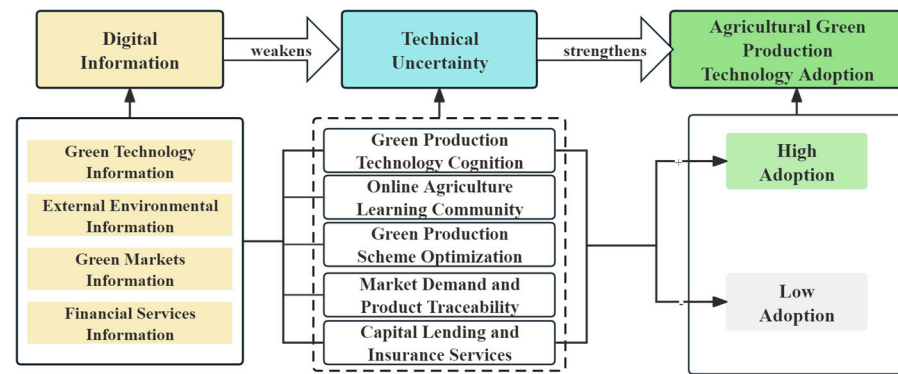 Digital
Information
weakens
Technical
Uncertainty
strengthens
Agricultural Green
Production
Technology Adoption
Green Technology
Information
External Environmental
Information
Green Markets
Information
Financial Services
Information
Green Production
Technology Cognition
Online Agriculture
Learning Community
Green Production
Scheme Optimization
Market Demand and
Product Traceability
Capital Lending and
Insurance Services
+
High
Adoption
-
Low
Adoption